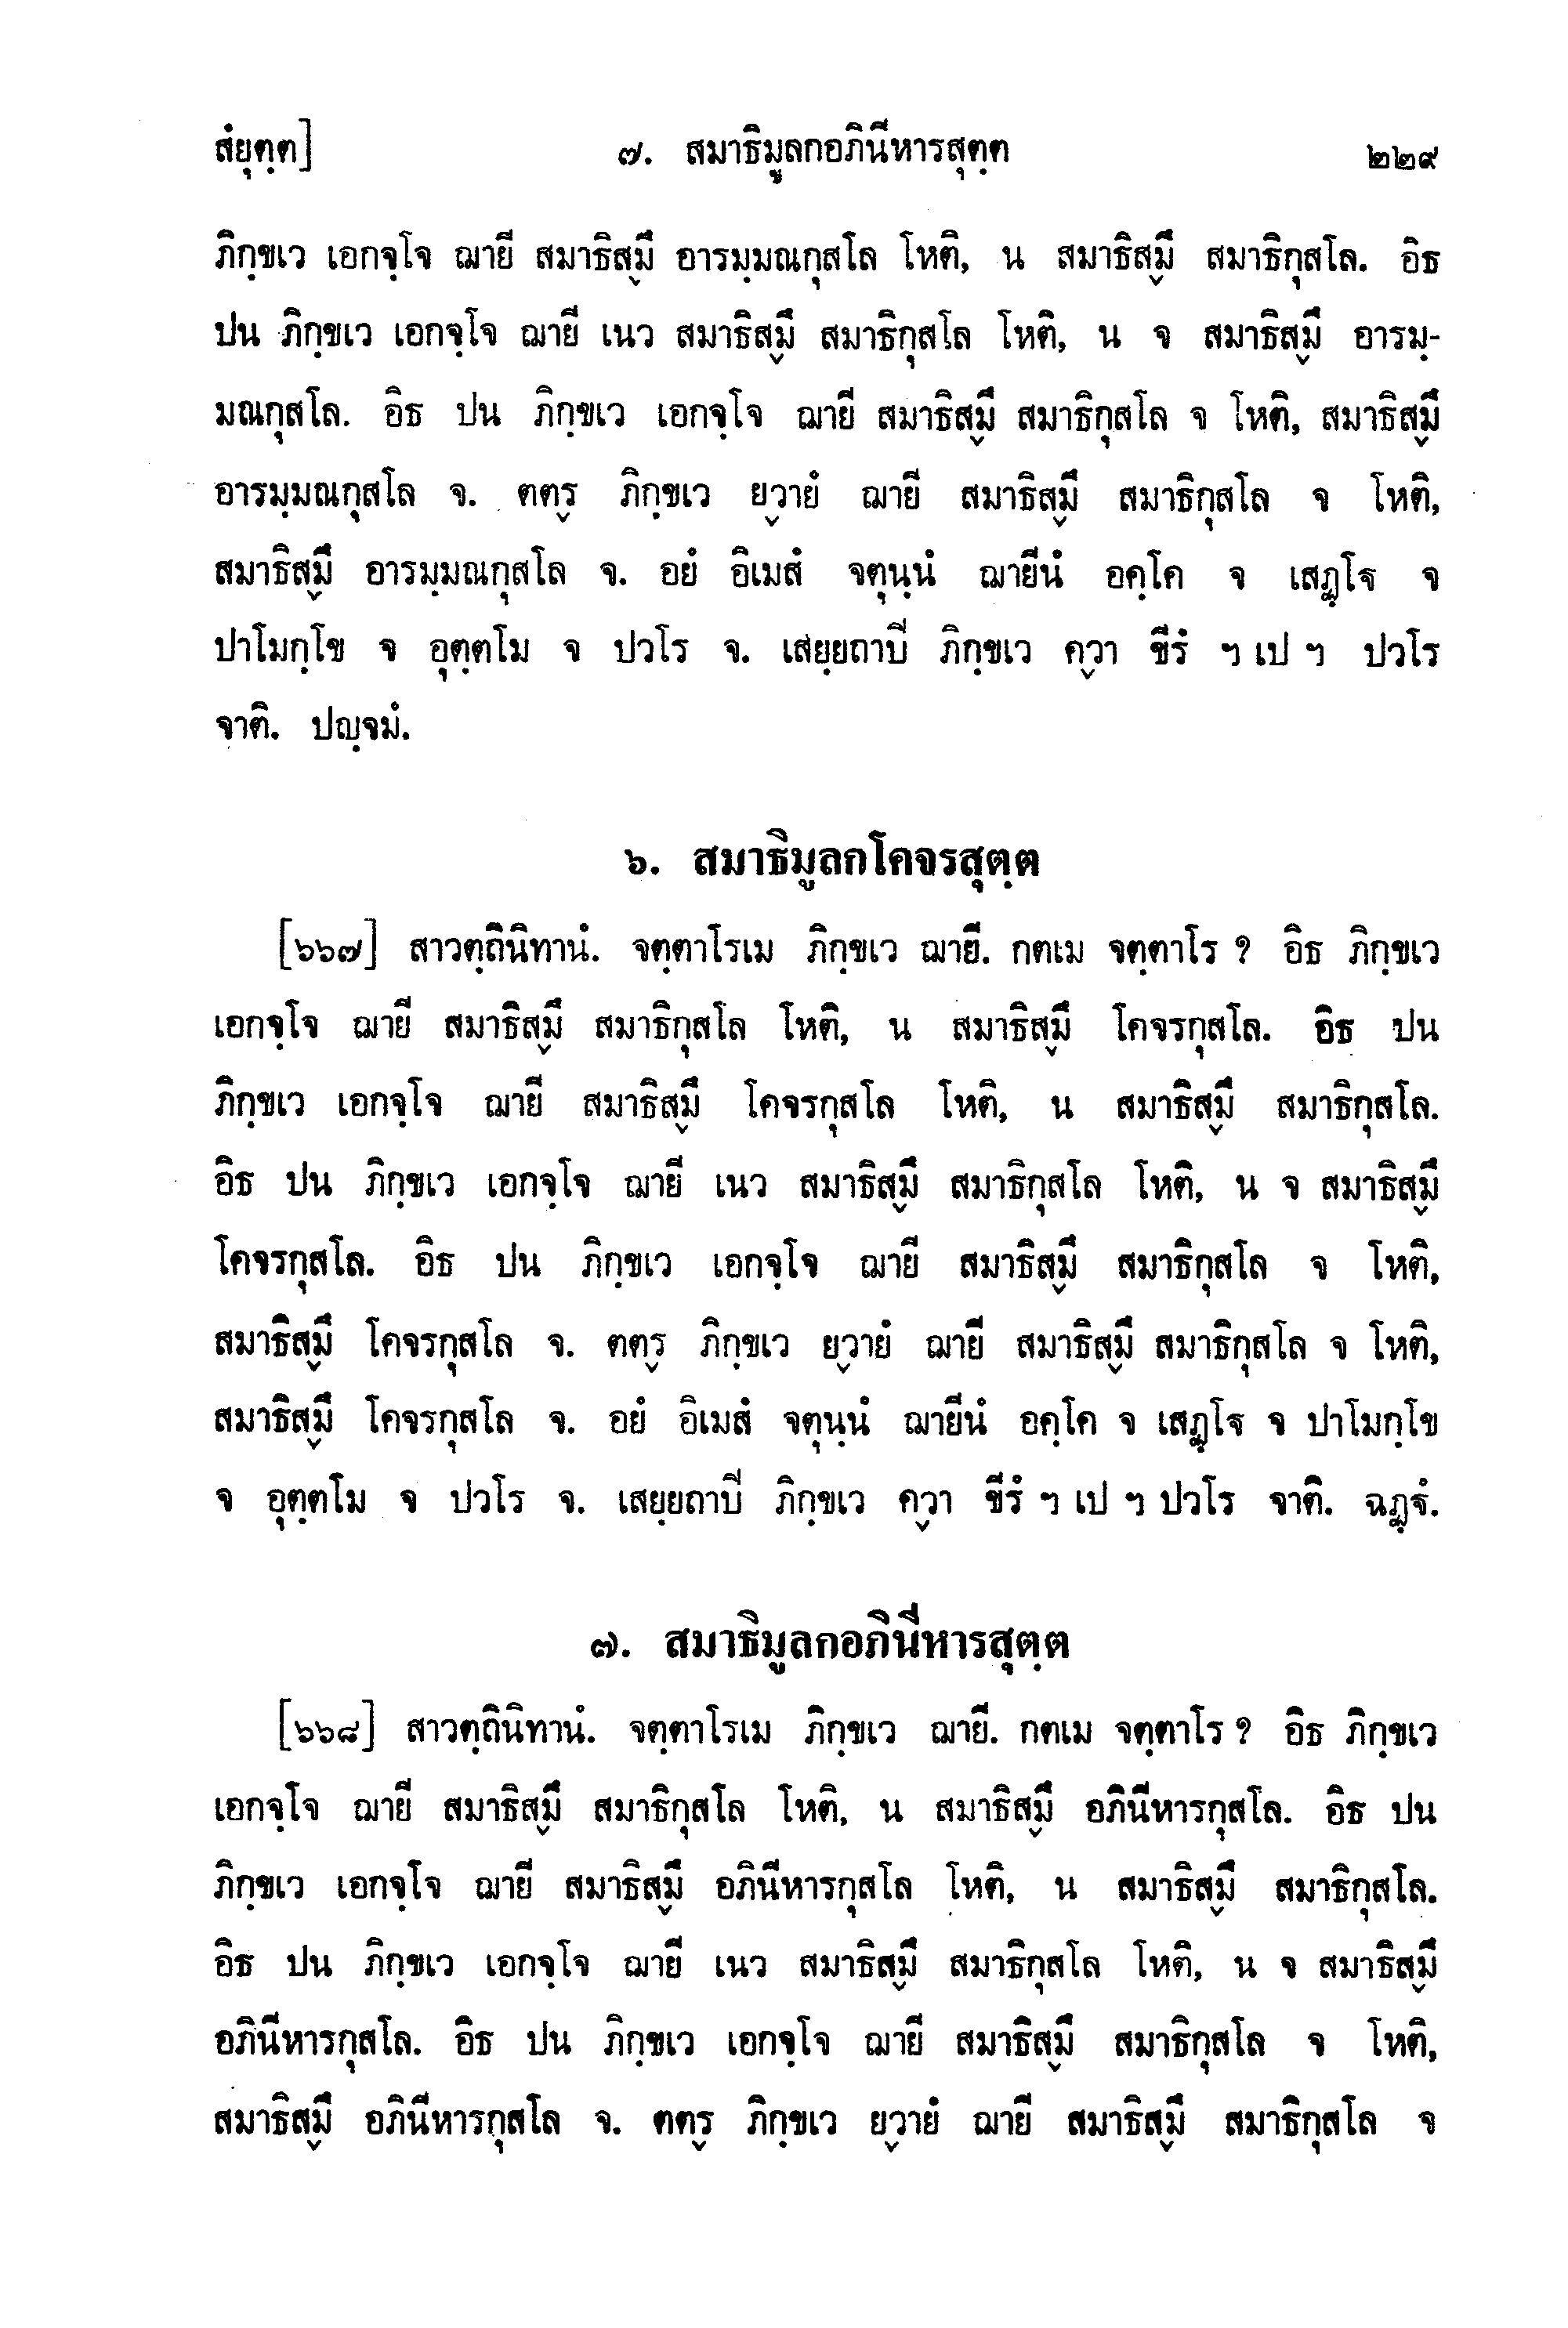 สํยุตฺต]	๗. สมาธิมูลกอภินีหารสุตฺต	๒๒๙
ภิกฺขเว เอกจฺโจ ฌายี สมาธิส๎มึ อารมฺมณกุสโล โหติ, น สมาธิส๎มึ สมาธิกุสโล. อิธ
ปน ภิกฺขเว เอกจฺโจ ฌายี เนว สมาธิส๎มึ สมาธิกุสโล โหติ, น จ สมาธิส๎มึ อารมฺ-
มณกุสโล. อิธ ปน ภิกฺขเว เอกจฺโจ ฌายี สมาธิส๎มึ สมาธิกุสโล จ โหติ, สมาธิส๎มึ
อารมฺมณกุสโล จ. ตต๎ร ภิกฺขเว ย๎วายํ ฌายี สมาธิส๎มึ สมาธิกุสโล จ โหติ,
สมาธิส๎มึ อารมฺมณกุสโล จ. อยํ อิเมสํ จตุนฺนํ ฌายีนํ อคฺโค จ เสฏฺโฐ จ
ปาโมกฺโข จ อุตฺตโม จ ปวโร จ. เสยฺยถาปิ ภิกฺขเว ค๎วา ขีรํ ฯ เป ฯ ปวโร
จาติ. ปญฺจมํ.
๖. สมาธิมูลกโคจรสุตฺต
[๖๖๗] สาวตฺถินิทานํ. จตฺตาโรเม ภิกฺขเว ฌายี. กตเม จตฺตาโร ? อิธ ภิกฺขเว
เอกจฺโจ ฌายี สมาธิส๎มึ สมาธิกุสโล โหติ, น สมาธิส๎มึ โคจรกุสโล. อิธ ปน
ภิกฺขเว เอกจฺโจ ฌายี สมาธิส๎มึ โคจรกุสโล โหติ, น สมาธิส๎มึ สมาธิกุสโล.
อิธ ปน ภิกฺขเว เอกจฺโจ ฌายี เนว สมาธิส๎มึ สมาธิกุสโล โหติ, น จ สมาธิส๎มึ
โคจรกุสโล. อิธ ปน ภิกฺขเว เอกจฺโจ ฌายี สมาธิส๎มึ สมาธิกุสโล จ โหติ,
สมาธิส๎มึ โคจรกุสโล จ. ตต๎ร ภิกฺขเว ย๎วายํ ฌายี สมาธิส๎มึ สมาธิกุสโล จ โหติ,
สมาธิส๎มึ โคจรกุสโล จ. อยํ อิเมสํ จตุนฺนํ ฌายีนํ อคฺโค จ เสฏฺโฐ จ ปาโมกฺโข
จ อุตฺตโม จ ปวโร จ. เสยฺยถาปิ ภิกฺขเว ค๎วา ขีรํ ฯ เป ฯ ปวโร จาติ. ฉฏฺฐํ.
๗. สมาธิมูลกอภินีหารสุตฺต
[๖๖๘] สาวตฺถินิทานํ. จตฺตาโรเม ภิกฺขเว ฌายี. กตเม จตฺตาโร ? อิธ ภิกฺขเว
เอกจฺโจ ฌายี สมาธิส๎มึ สมาธิกุสโล โหติ, น สมาธิส๎มึ อภินีหารกุสโล. อิธ ปน
ภิกฺขเว เอกจฺโจ ฌายี สมาธิส๎มึ อภินีหารกุสโล โหติ, น สมาธิส๎มึ สมาธิกุสโล.
อิธ ปน ภิกฺขเว เอกจฺโจ ฌายี เนว สมาธิส๎มึ สมาธิกุสโล โหติ, น จ สมาธิส๎มึ
อภินีหารกุสโล. อิธ ปน ภิกฺขเว เอกจฺโจ ฌายี สมาธิส๎มึ สมาธิกุสโล จ โหติ,
สมาธิส๎มึ อภินีหารกุสโล จ. ตต๎ร ภิกฺขเว ย๎วายํ ฌายี สมาธิส๎มึ สมาธิกุสโล จ